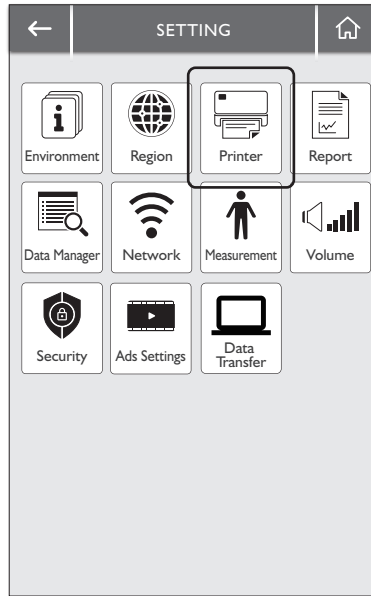 SETTING
Environment
Region
Printer
Report
Data Manager
Network
Measurement
Volume
Security
Ads Settings
Data
Transfer